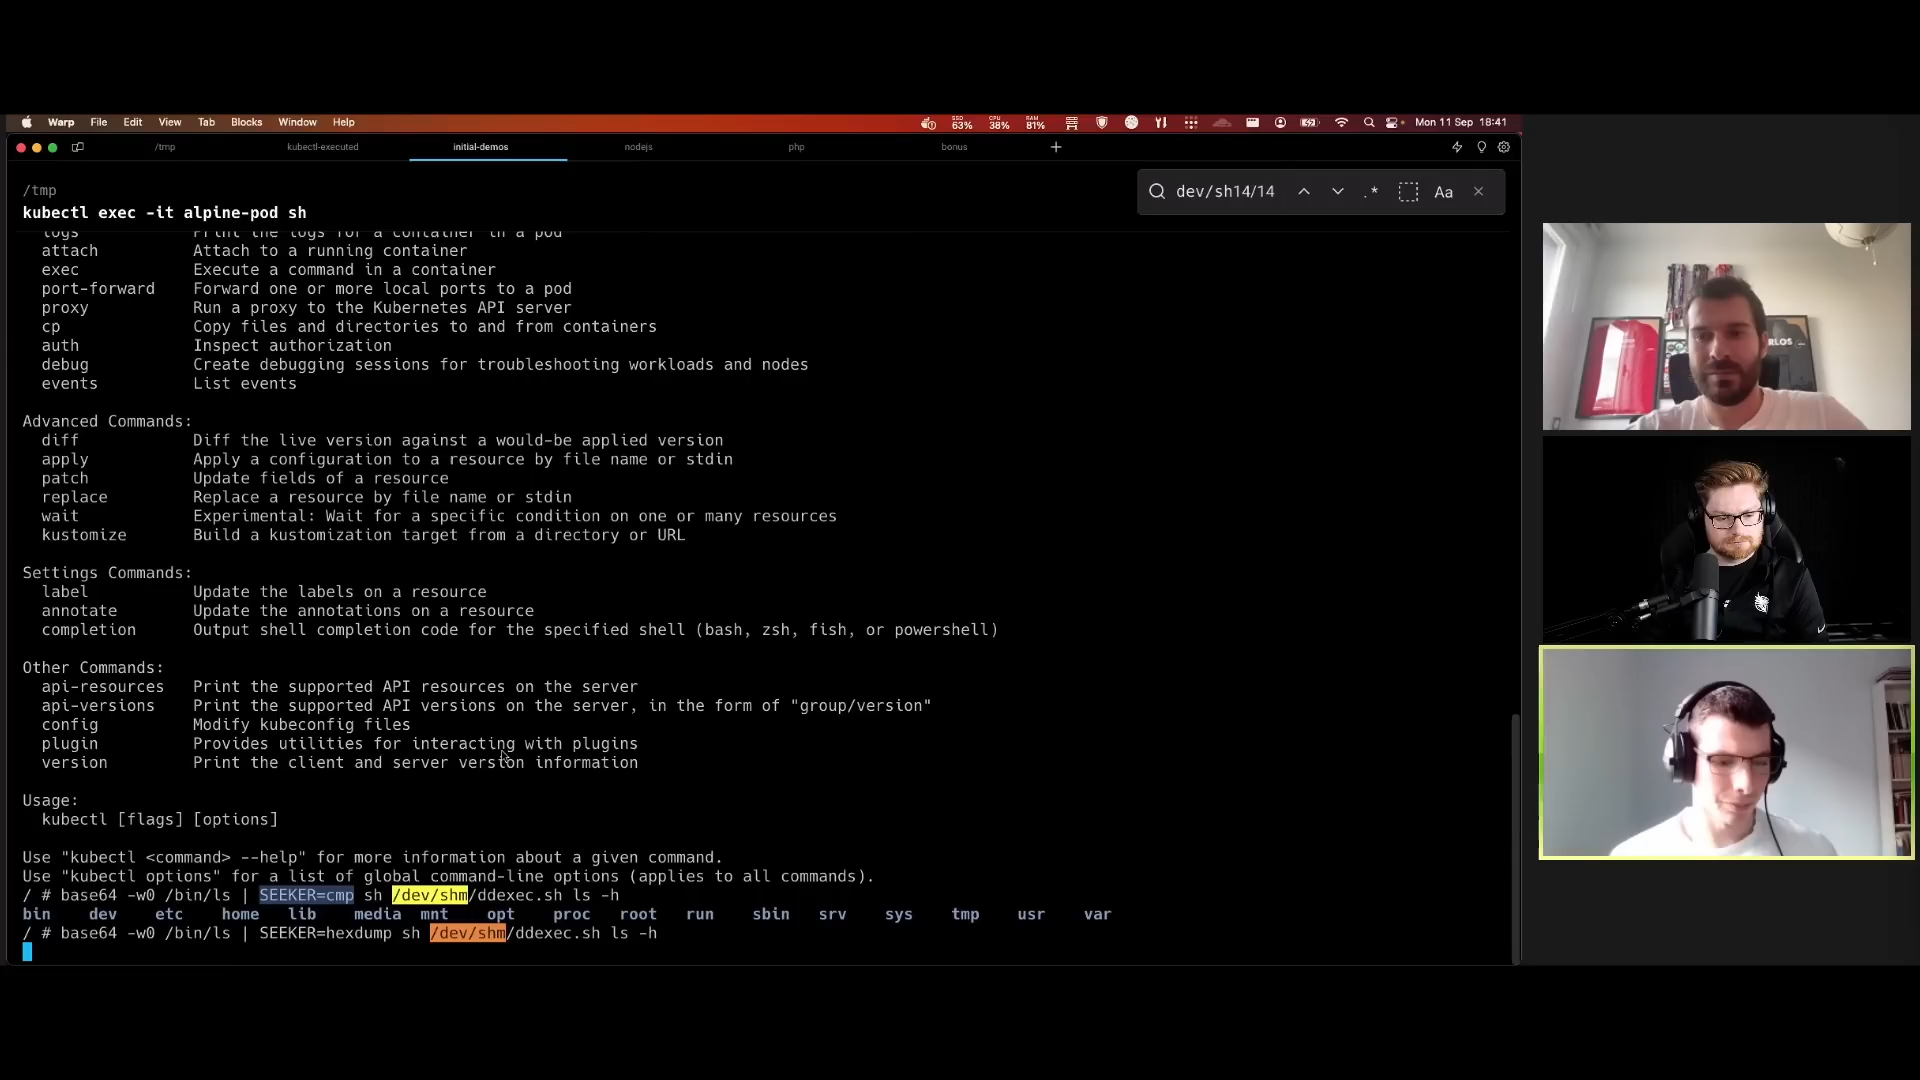 Warp File Edit View Tab Blocks Window Help
SSD 63% CPU 38% RAM 81% Mon 11 Sep 18:41
/tmp kubectl-executed initial-demos nodejs php bonus +
/tmp
dev/sh14/14 .* Aa
kubectl exec -it alpine-pod sh
logs Print the logs for a container in a pod
attach Attach to a running container
exec Execute a command in a container
port-forward Forward one or more local ports to a pod
proxy Run a proxy to the Kubernetes API server
cp Copy files and directories to and from containers
auth Inspect authorization
debug Create debugging sessions for troubleshooting workloads and nodes
events List events
Advanced Commands:
diff Diff the live version against a would-be applied version
apply Apply a configuration to a resource by file name or stdin
patch Update fields of a resource
replace Replace a resource by file name or stdin
wait Experimental: Wait for a specific condition on one or many resources
kustomize Build a kustomization target from a directory or URL
Settings Commands:
label Update the labels on a resource
annotate Update the annotations on a resource
completion Output shell completion code for the specified shell (bash, zsh, fish, or powershell)
Other Commands:
api-resources Print the supported API resources on the server
api-versions Print the supported API versions on the server, in the form of "group/version"
config Modify kubeconfig files
plugin Provides utilities for interacting with plugins
version Print the client and server version information
Usage:
kubectl [flags] [options]
Use "kubectl <command> --help" for more information about a given command.
Use "kubectl options" for a list of global command-line options (applies to all commands).
/ # base64 -w0 /bin/ls | SEEKER=cmp sh /dev/shm/ddexec.sh ls -h
bin dev etc home lib media mnt opt proc root run sbin srv sys tmp usr var
/ # base64 -w0 /bin/ls | SEEKER=hexdump sh /dev/shm/ddexec.sh ls -h